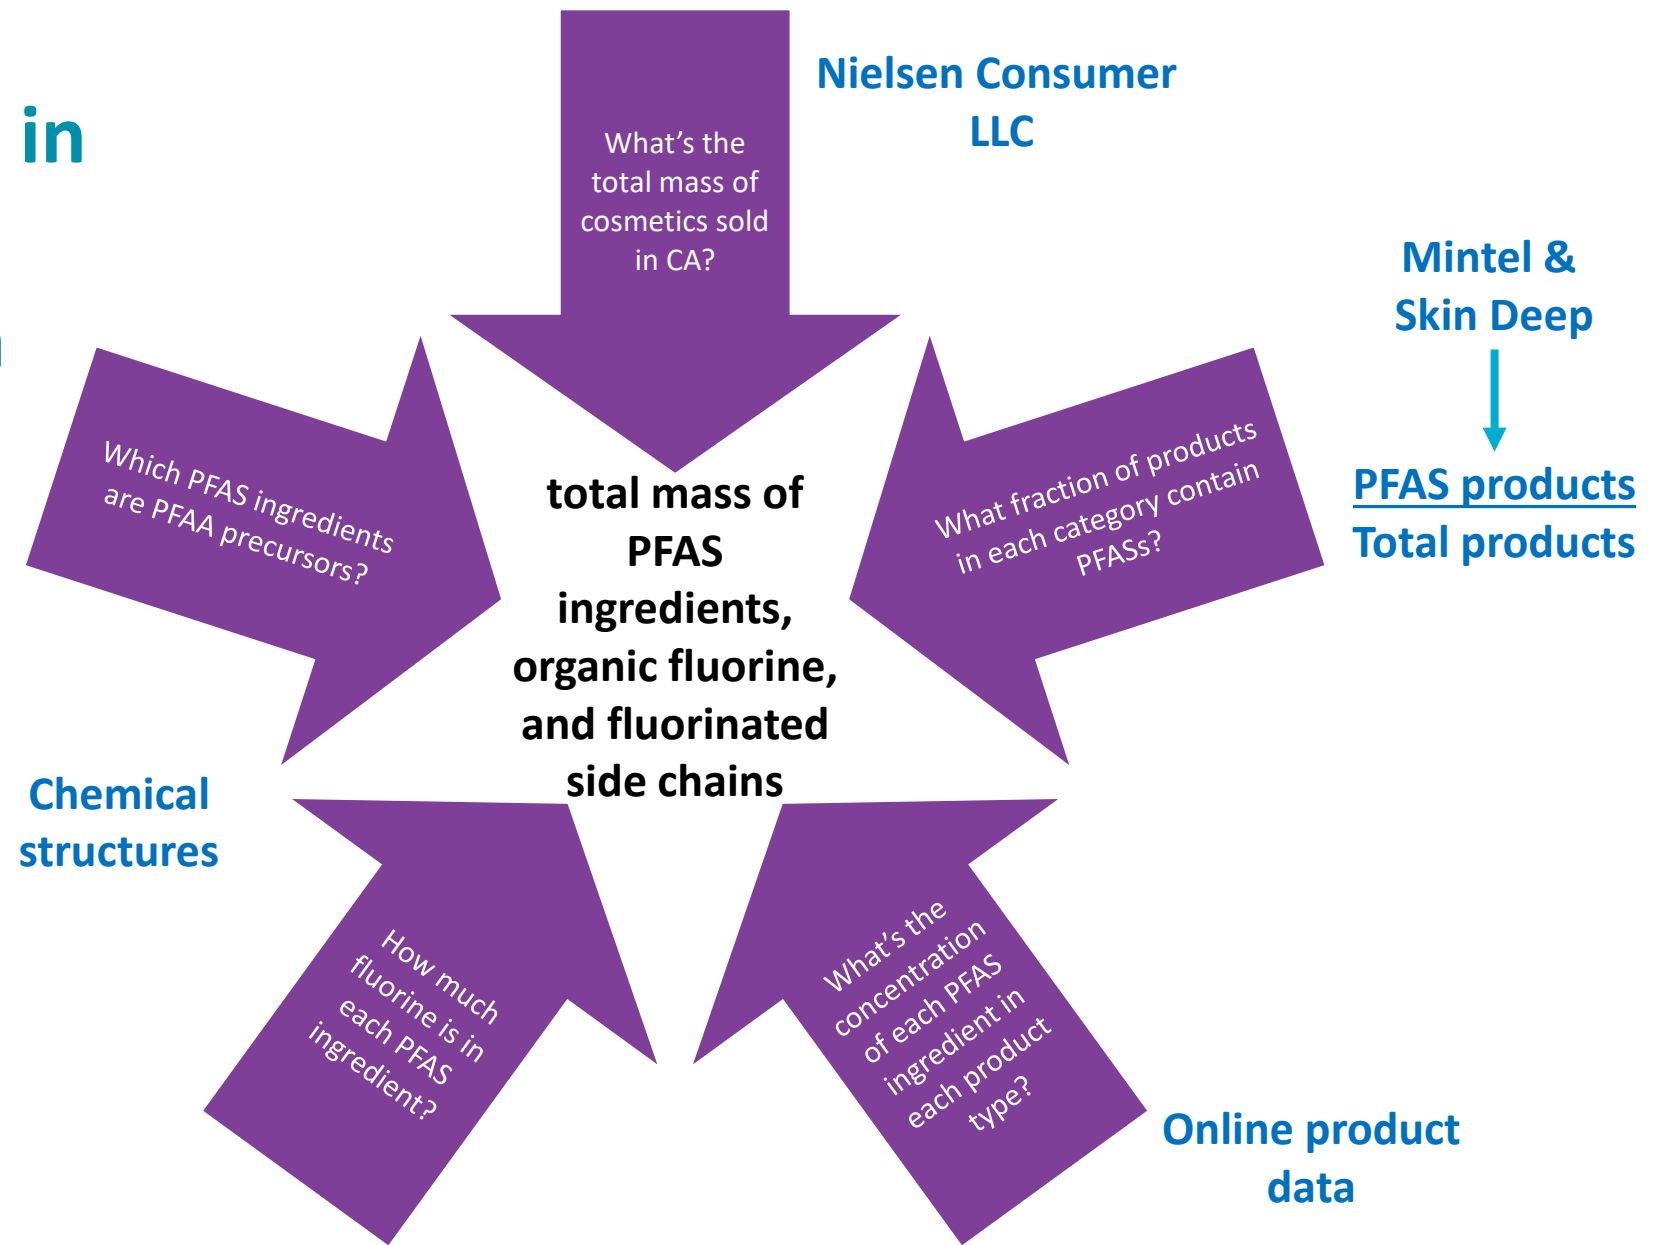 in
What's the
total mass of
cosmetics sold
in CA?
Nielsen Consumer
LLC
Mintel &
Skin Deep
PFAS products
Total products
What fraction of products
in each category contain
PFASs?
Which PFAS ingredients
are PFAA precursors?
total mass of
PFAS
ingredients,
organic fluorine,
and fluorinated
side chains
Chemical
structures
How much
fluorine is in
each PFAS
ingredient?
What's the
concentration
of each PFAS
ingredient in
each product
type?
Online product
data